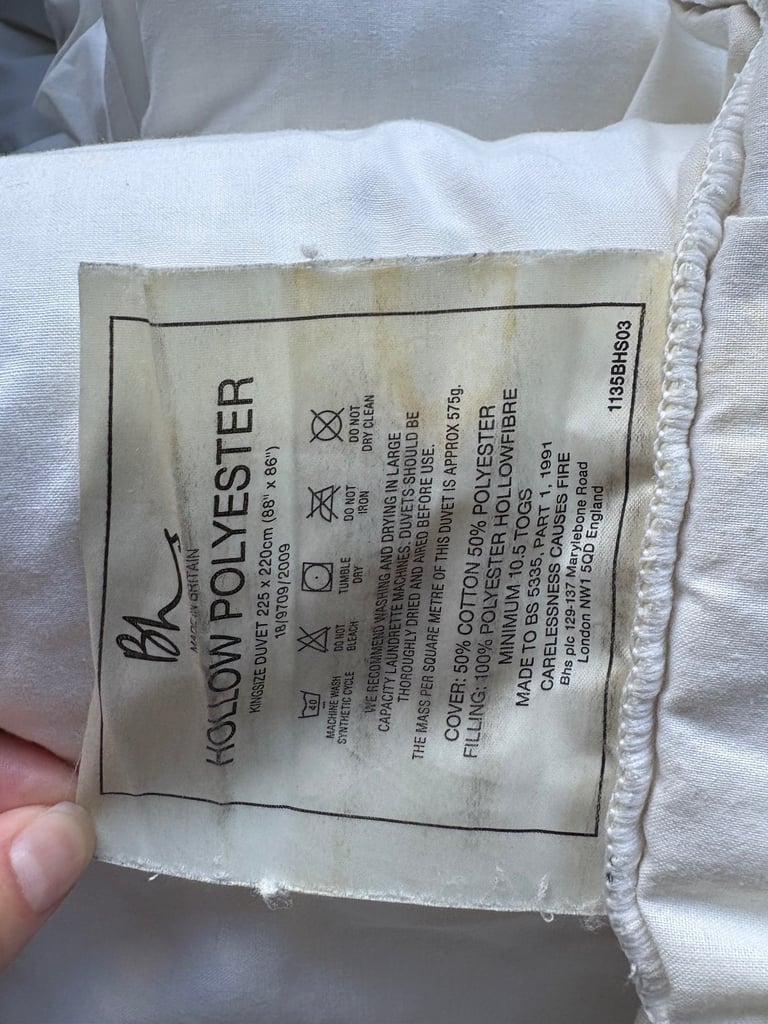 Bhs
MADE IN BRITAIN
HOLLOW POLYESTER
KINGSIZE DUVET 225 x 220cm (88" x 86")
18/9709/2009
40
MACHINE WASH
SYNTHETIC CYCLE
DO NOT
BLEACH
TUMBLE
DRY
DO NOT
IRON
DO NOT
DRY CLEAN
WE RECOMMEND WASHING AND DRYING IN LARGE
CAPACITY LAUNDRETTE MACHINES. DUVETS SHOULD BE
THOROUGHLY DRIED AND AIRED BEFORE USE.
THE MASS PER SQUARE METRE OF THIS DUVET IS APPROX 575g.
COVER: 50% COTTON 50% POLYESTER
FILLING: 100% POLYESTER HOLLOWFIBRE
MINIMUM 10.5 TOGS
MADE TO BS 5335, PART 1, 1991
CARELESSNESS CAUSES FIRE
Bhs plc 129-137 Marylebone Road
London NW1 5QD England
1135BHS03